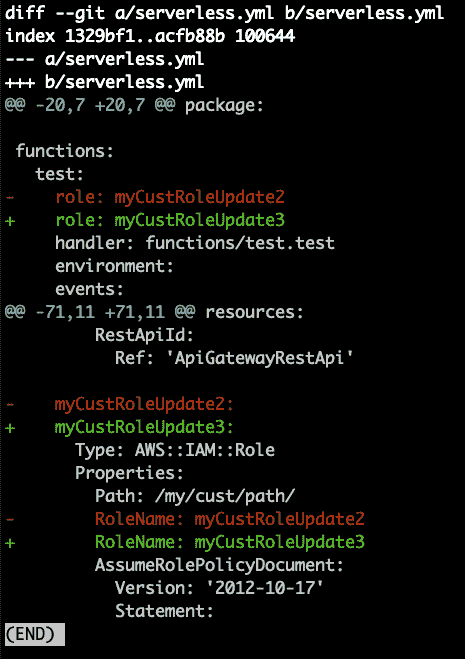 diff --git a/serverless.yml b/serverless.yml
index 1329bf1..acfb88b 100644
--- a/serverless.yml
+++ b/serverless.yml
@@ -20,7 +20,7 @@ package:

 functions:
   test:
-    role: myCustRoleUpdate2
+    role: myCustRoleUpdate3
     handler: functions/test.test
     environment:
     events:
@@ -71,11 +71,11 @@ resources:
         RestApiId:
           Ref: 'ApiGatewayRestApi'

-    myCustRoleUpdate2:
+    myCustRoleUpdate3:
       Type: AWS::IAM::Role
       Properties:
         Path: /my/cust/path/
-        RoleName: myCustRoleUpdate2
+        RoleName: myCustRoleUpdate3
         AssumeRolePolicyDocument:
           Version: '2012-10-17'
           Statement:
(END)